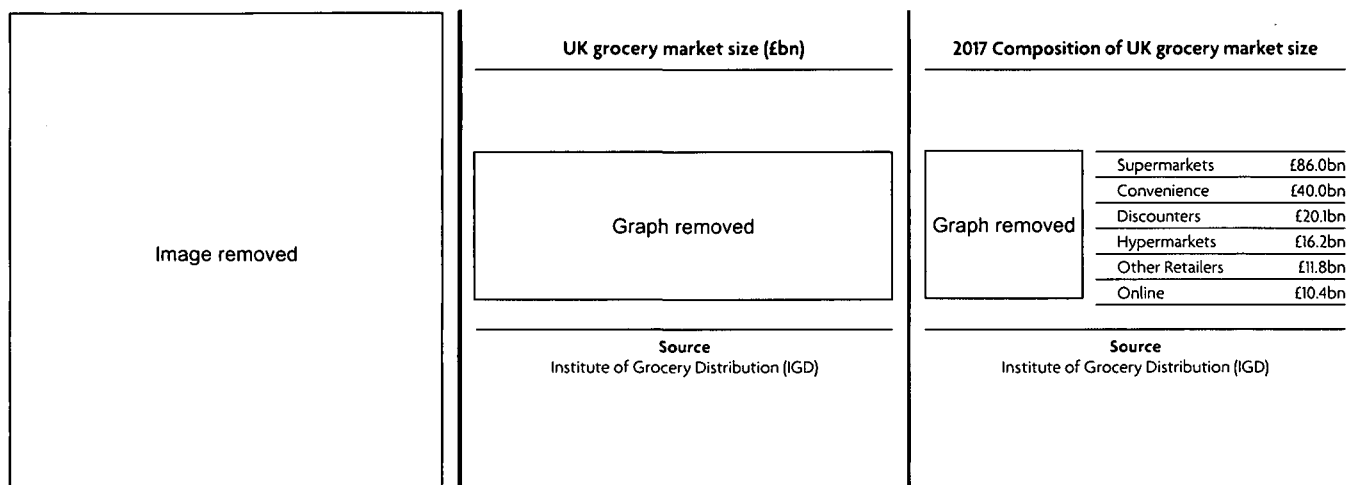 Image removed
UK grocery market size (£bn)
Graph removed
Source
Institute of Grocery Distribution (IGD)
2017 Composition of UK grocery market size
Graph removed
Supermarkets £86.0bn
Convenience £40.0bn
Discounters £20.1bn
Hypermarkets £16.2bn
Other Retailers £11.8bn
Online £10.4bn
Source
Institute of Grocery Distribution (IGD)